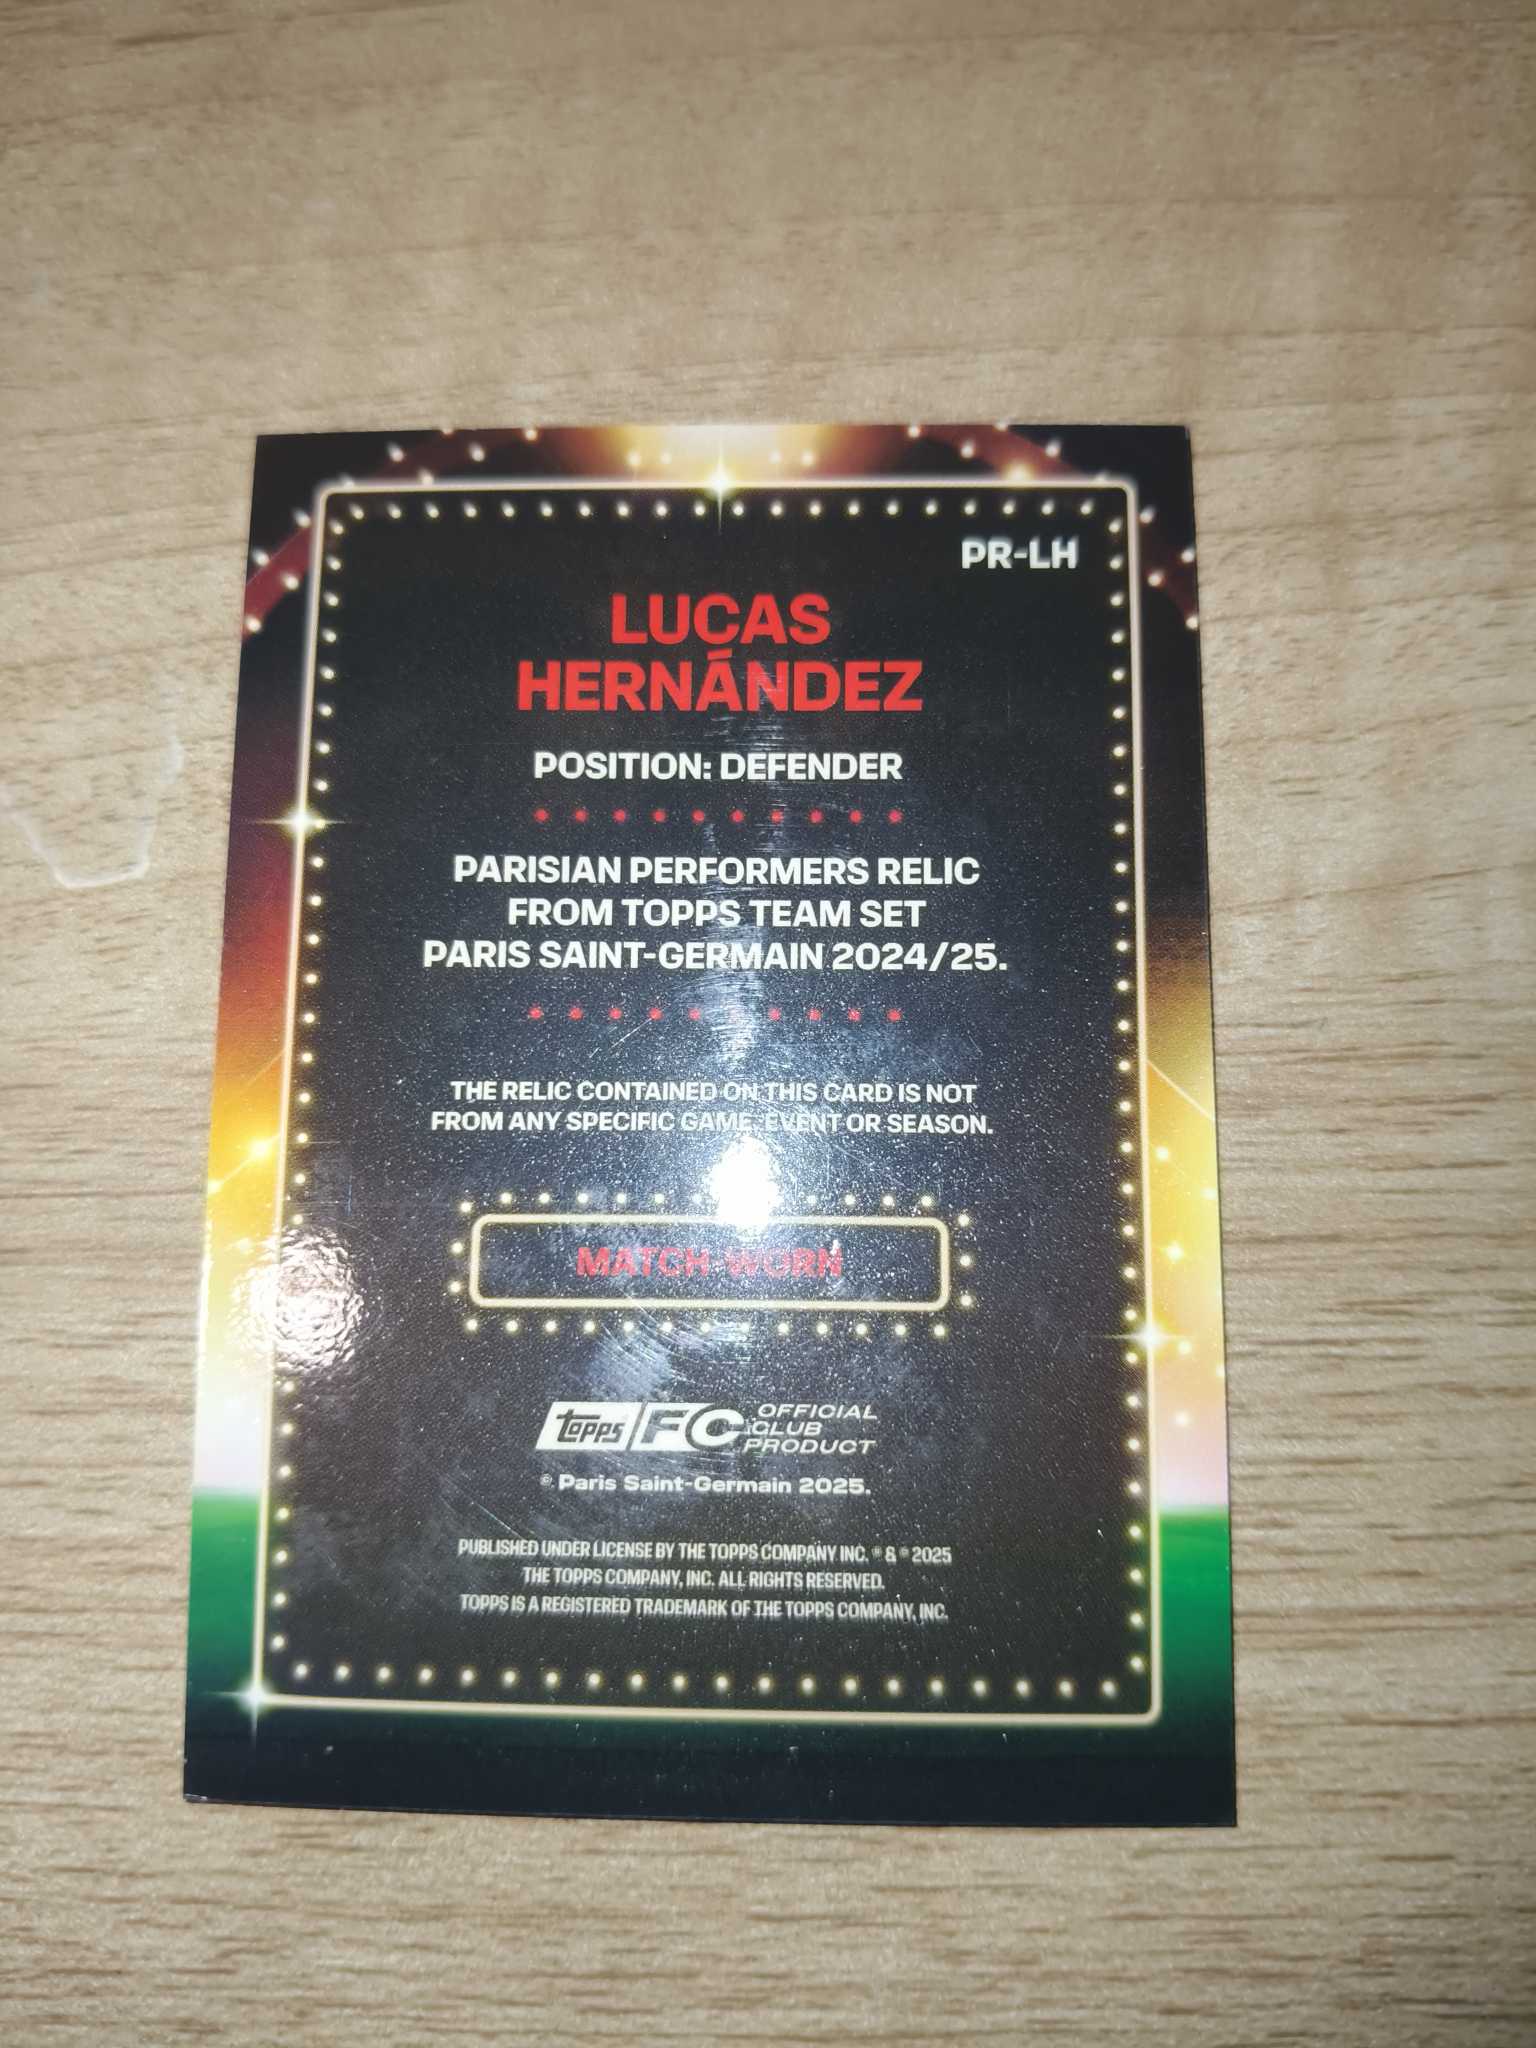 PR-LH
LUCAS
HERNÁNDEZ
POSITION: DEFENDER
PARISIAN PERFORMERS RELIC
FROM TOPPS TEAM SET
PARIS SAINT-GERMAIN 2024/25.
THE RELIC CONTAINED ON THIS CARD IS NOT
FROM ANY SPECIFIC GAME, EVENT OR SEASON.
MATCH-WORN
topps FC OFFICIAL
CLUB
PRODUCT
© Paris Saint-Germain 2025.
PUBLISHED UNDER LICENSE BY THE TOPPS COMPANY INC. ® & © 2025
THE TOPPS COMPANY, INC. ALL RIGHTS RESERVED.
TOPPS IS A REGISTERED TRADEMARK OF THE TOPPS COMPANY, INC.